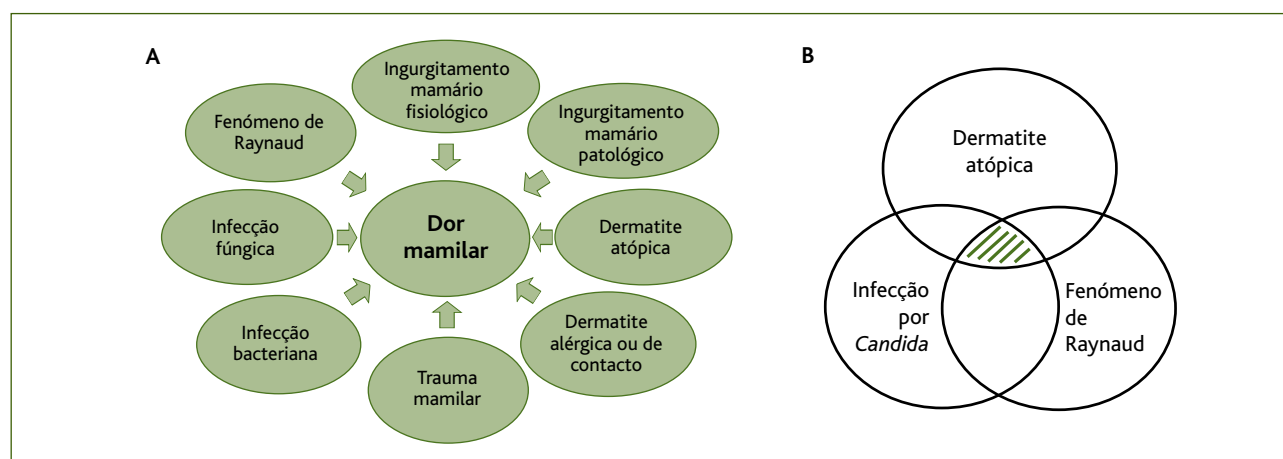 A
Ingurgitamento
mamário
fisiológico
Ingurgitamento
mamário
patológico
Dermatite
atópica
Dermatite
alérgica ou de
contacto
Trauma
mamilar
Infecção
bacteriana
Infecção
fúngica
Fenómeno de
Raynaud
Dor
mamilar
B
Dermatite
atópica
Infecção
por
Candida
Fenómeno
de
Raynaud